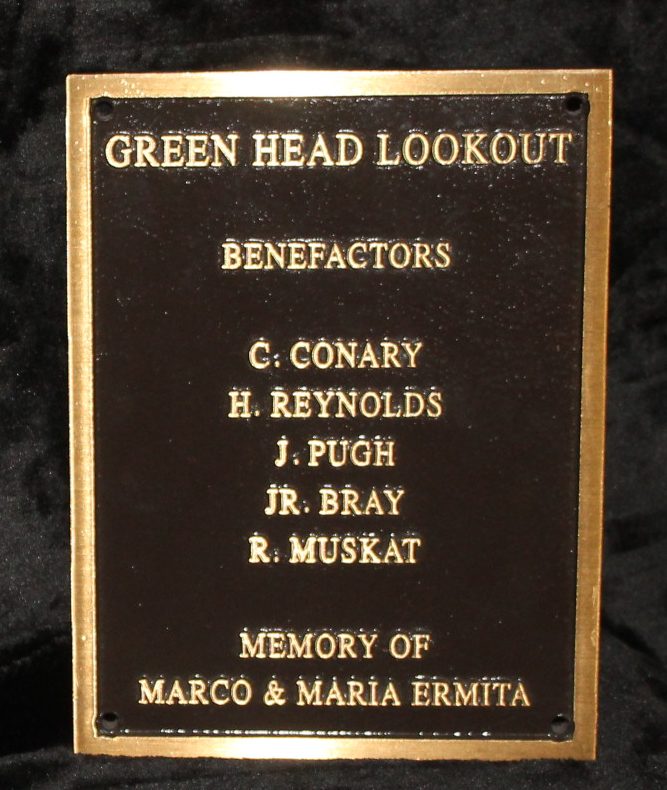 GREEN HEAD LOOKOUT
BENEFACTORS
C. CONARY
H. REYNOLDS
J. PUGH
JR. BRAY
R. MUSKAT
MEMORY OF
MARCO & MARIA ERMITA